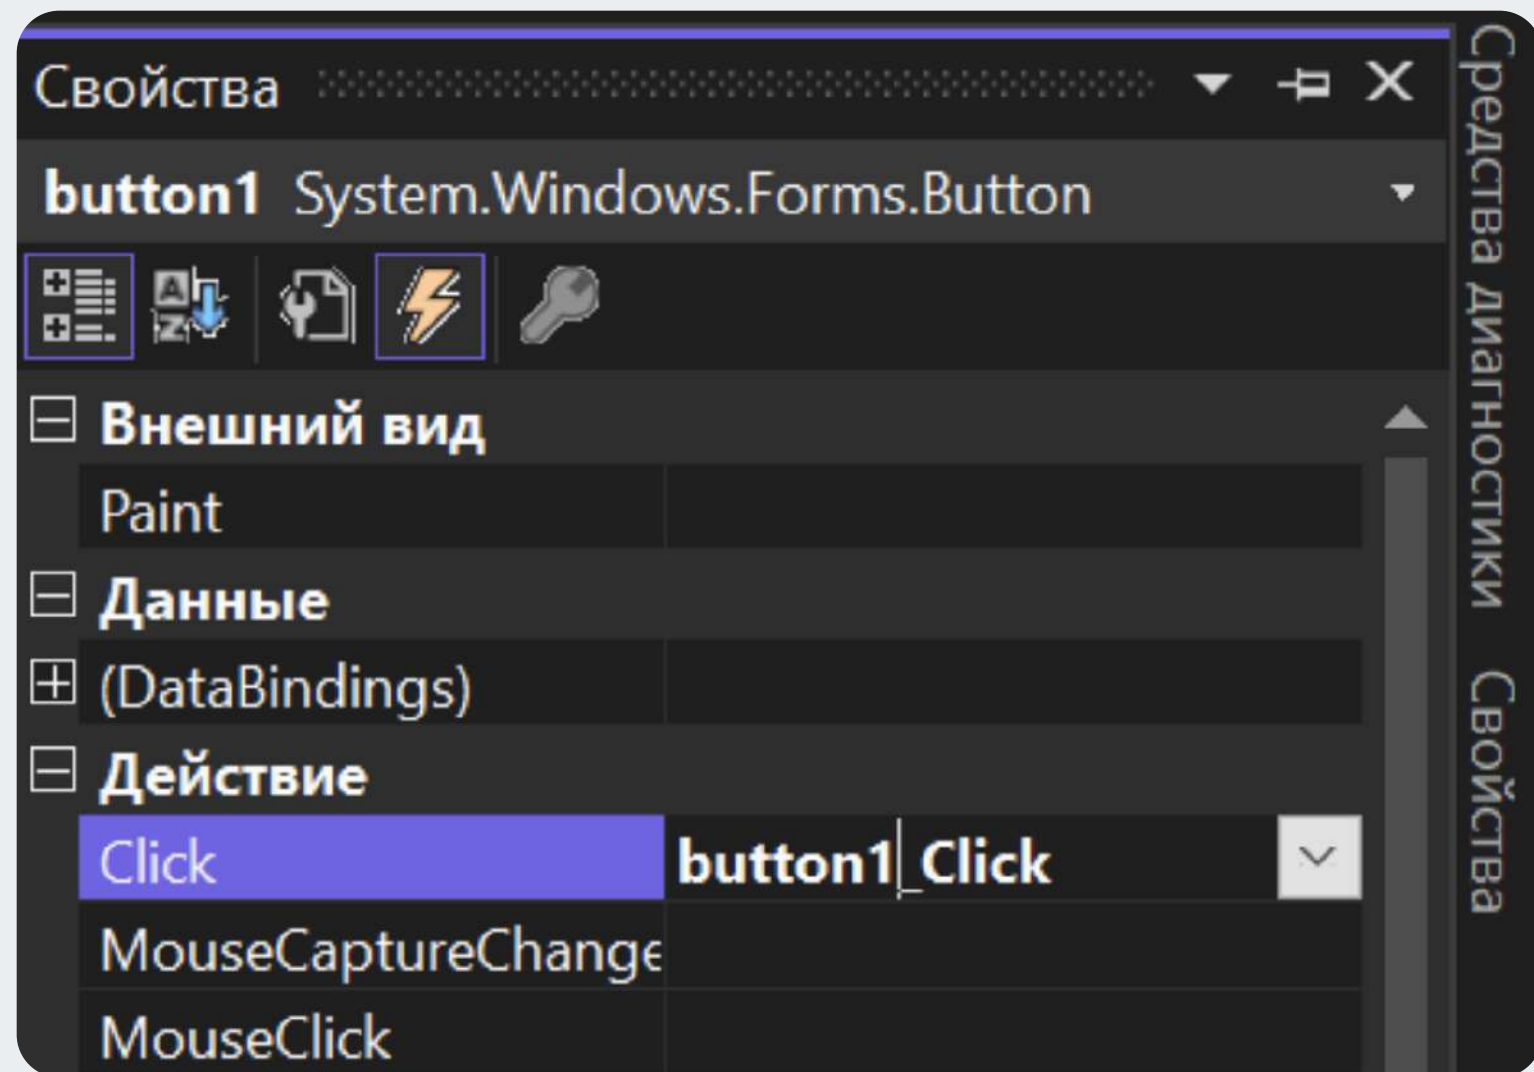 Свойства
button1 System.Windows.Forms.Button
Внешний вид
Paint
Данные
(DataBindings)
Действие
Click button1_Click
MouseCaptureChange
MouseClick
Средства диагностики
Свойства